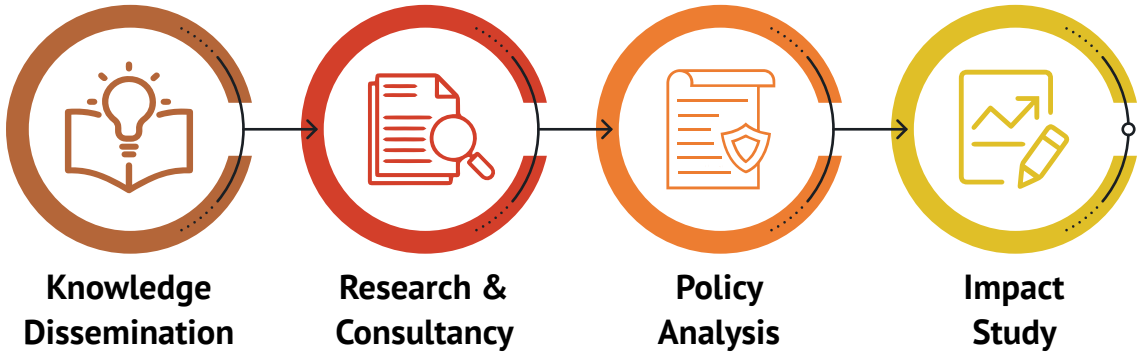 Knowledge
Dissemination
Research &
Consultancy
Policy
Analysis
Impact
Study